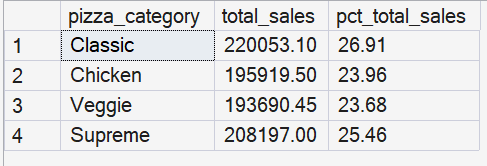 pizza_category total_sales pct_total_sales
1 Classic 220053.10 26.91
2 Chicken 195919.50 23.96
3 Veggie 193690.45 23.68
4 Supreme 208197.00 25.46